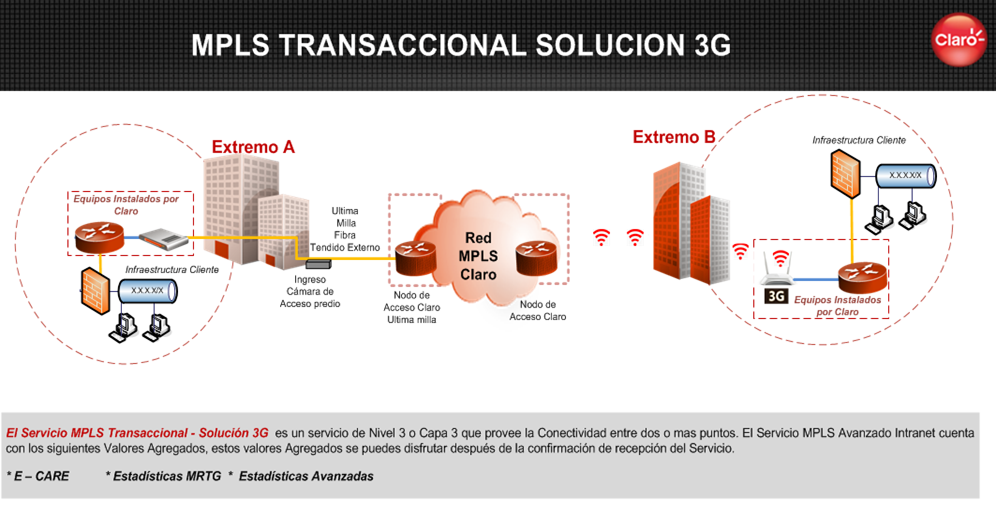 MPLS TRANSACCIONAL SOLUCION 3G
Claro
Extremo A
Equipos Instalados por
Claro
Infraestructura Cliente
X.X.X.X/X
Ultima
Milla
Fibra
Tendido Externo
Ingreso
Cámara de
Acceso predio
Red
MPLS
Claro
Nodo de
Acceso Claro
Ultima milla
Nodo de
Acceso Claro
Extremo B
Infraestructura Cliente
X.X.X.X/X
3G
Equipos Instalados
por Claro
El Servicio MPLS Transaccional - Solución 3G es un servicio de Nivel 3 o Capa 3 que provee la Conectividad entre dos o mas puntos. El Servicio MPLS Avanzado Intranet cuenta
con los siguientes Valores Agregados, estos valores Agregados se puedes disfrutar después de la confirmación de recepción del Servicio.
* E – CARE * Estadísticas MRTG * Estadísticas Avanzadas